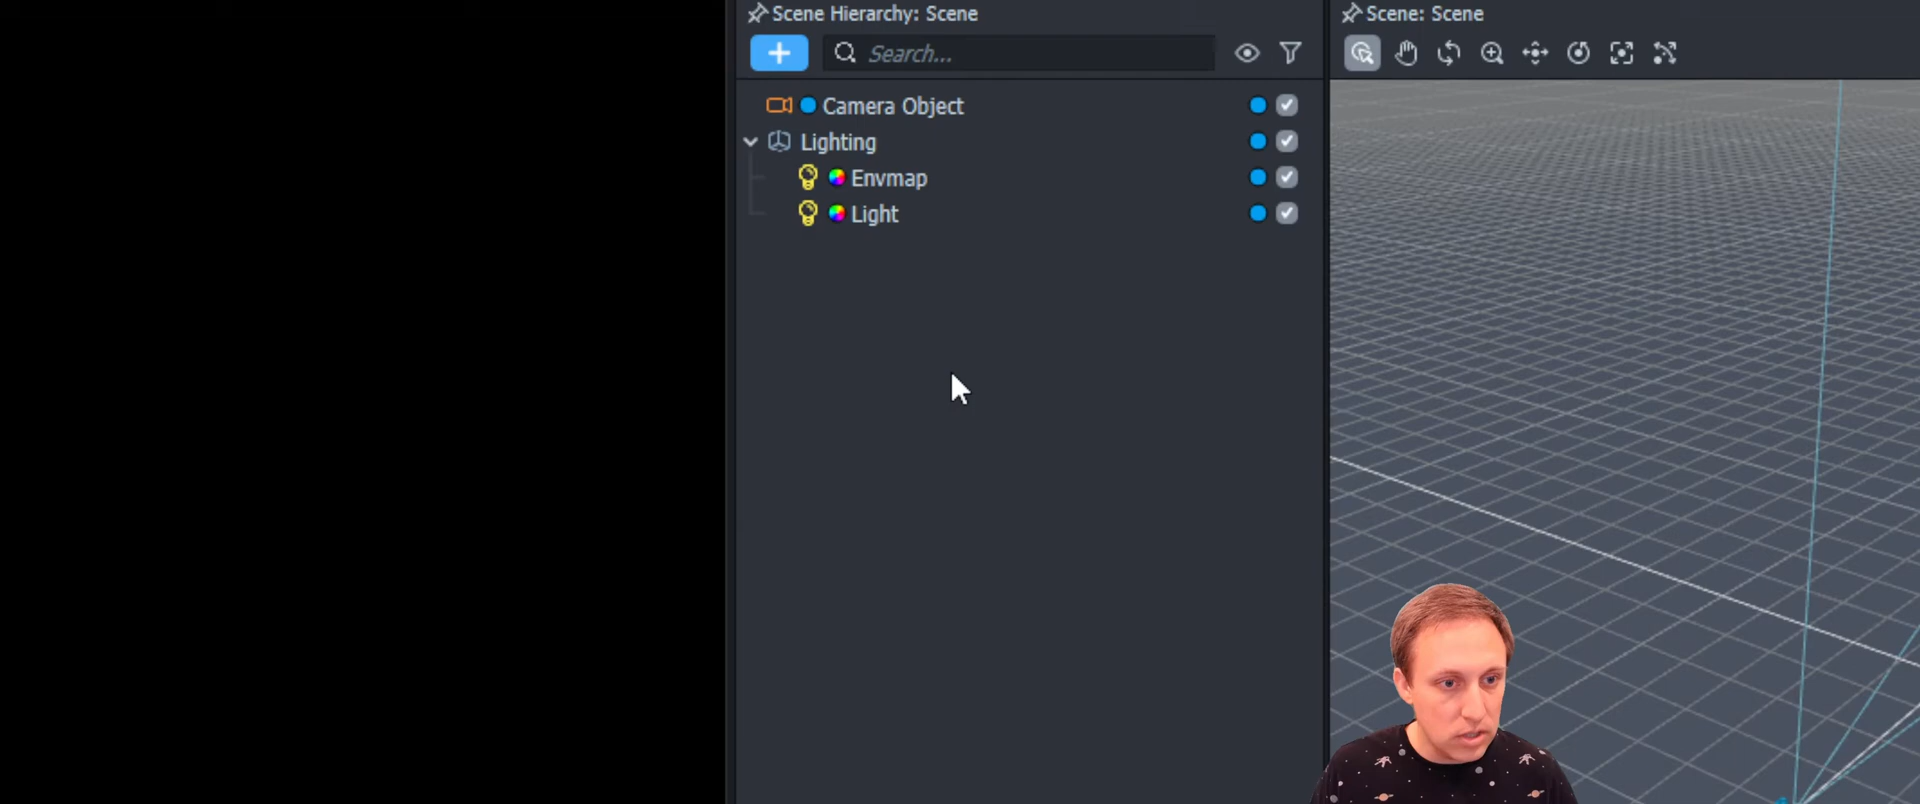 Scene Hierarchy: Scene
Search...
Camera Object
Lighting
Envmap
Light
Scene: Scene